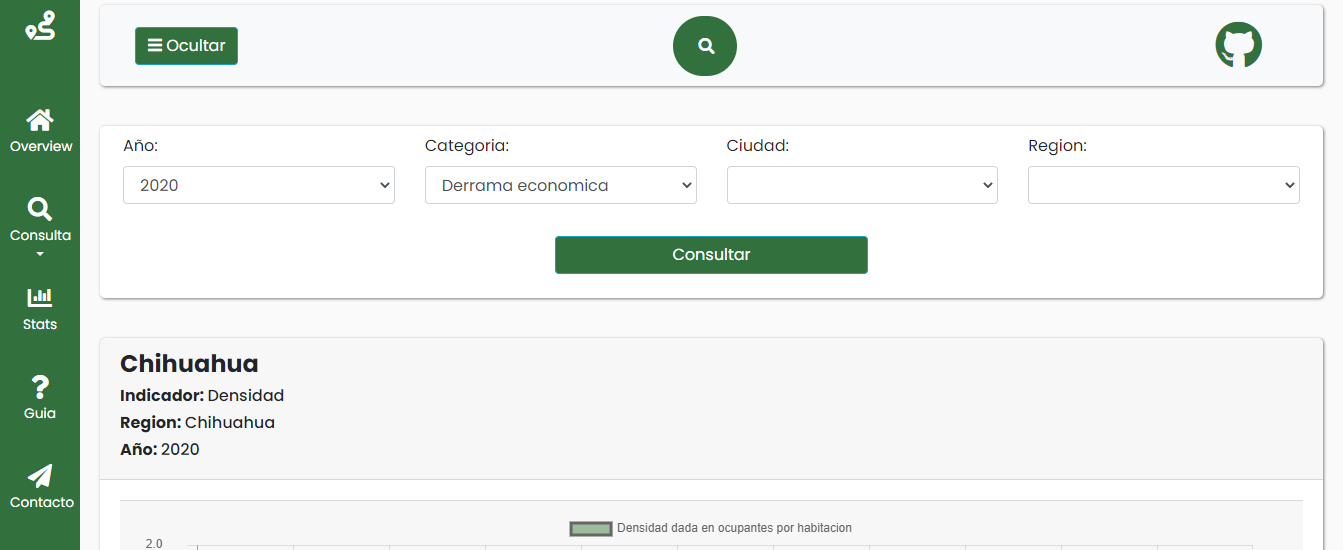 Ocultar
Overview
Consulta
Stats
Guia
Contacto
Año:
Categoria:
Ciudad:
Region:
2020
Derrama economica
Consultar
Chihuahua
Indicador: Densidad
Region: Chihuahua
Año: 2020
Densidad dada en ocupantes por habitacion
2.0